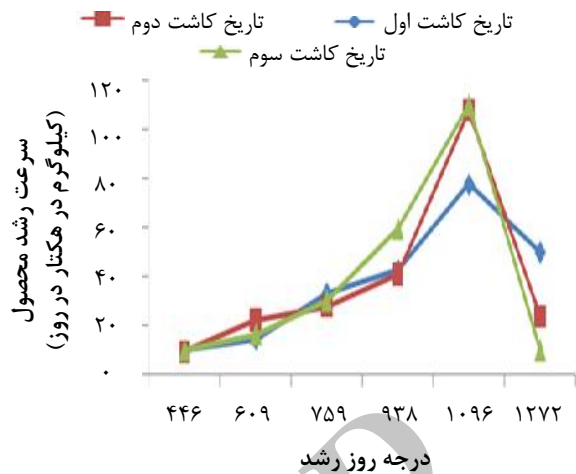 تاریخ کاشت اول
تاریخ کاشت دوم
تاریخ کاشت سوم
سرعت رشد محصول
(کیلوگرم در هکتار در روز)
۱۲۰
۱۰۰
۸۰
۶۰
۴۰
۲۰
۰
۴۴۶ ۶۰۹ ۷۵۹ ۹۳۸ ۱۰۹۶ ۱۲۷۲
درجه روز رشد